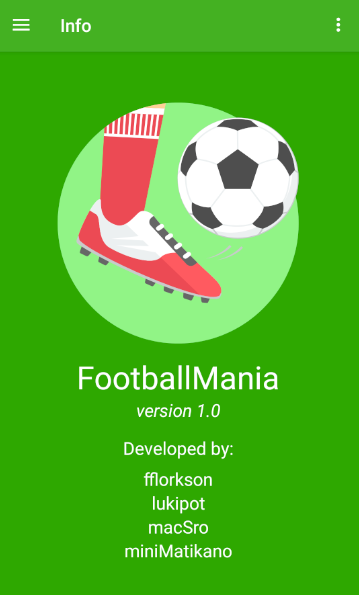 Info
FootballMania
version 1.0
Developed by:
fflorkson
lukipot
macSro
miniMatikano